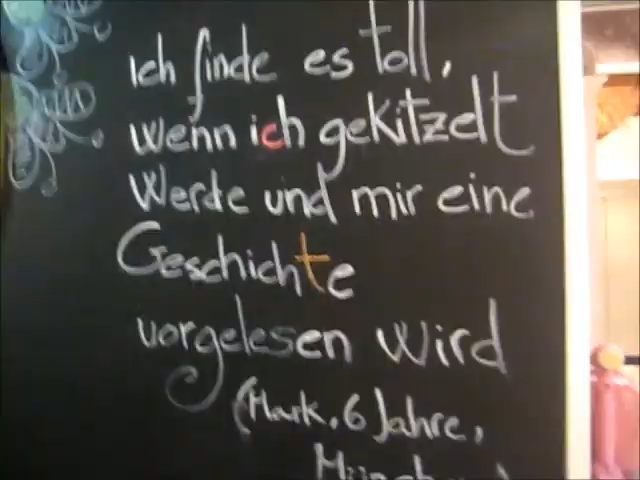 ich finde es toll,
wenn ich gekitzelt
werde und mir eine
Geschichte
vorgelesen wird
(Mark, 6 Jahre,